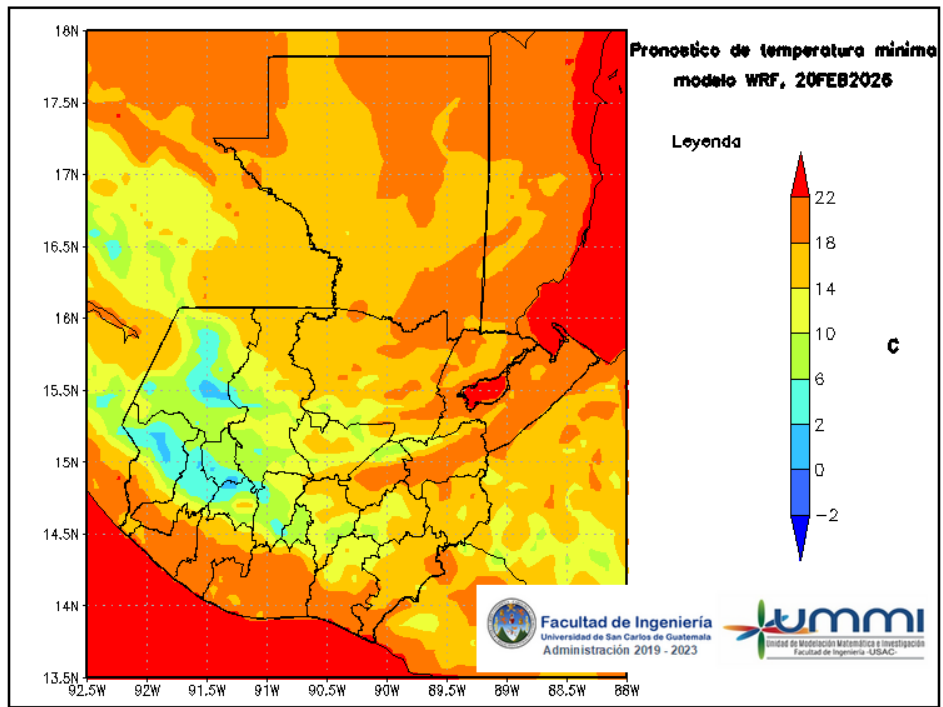 Pronostico de temperatura minima
modelo WRF, 20FEB2026
Leyenda
22
18
14
10
6
2
0
−2
C
18N
17.5N
17N
16.5N
16N
15.5N
15N
14.5N
14N
13.5N
92.5W
92W
91.5W
91W
90.5W
90W
89.5W
89W
88.5W
88W
Facultad de Ingeniería
Universidad de San Carlos de Guatemala
Administración 2019 - 2023
UMMI
Unidad de Modelación Matemática e Investigación
Facultad de Ingeniería -USAC-